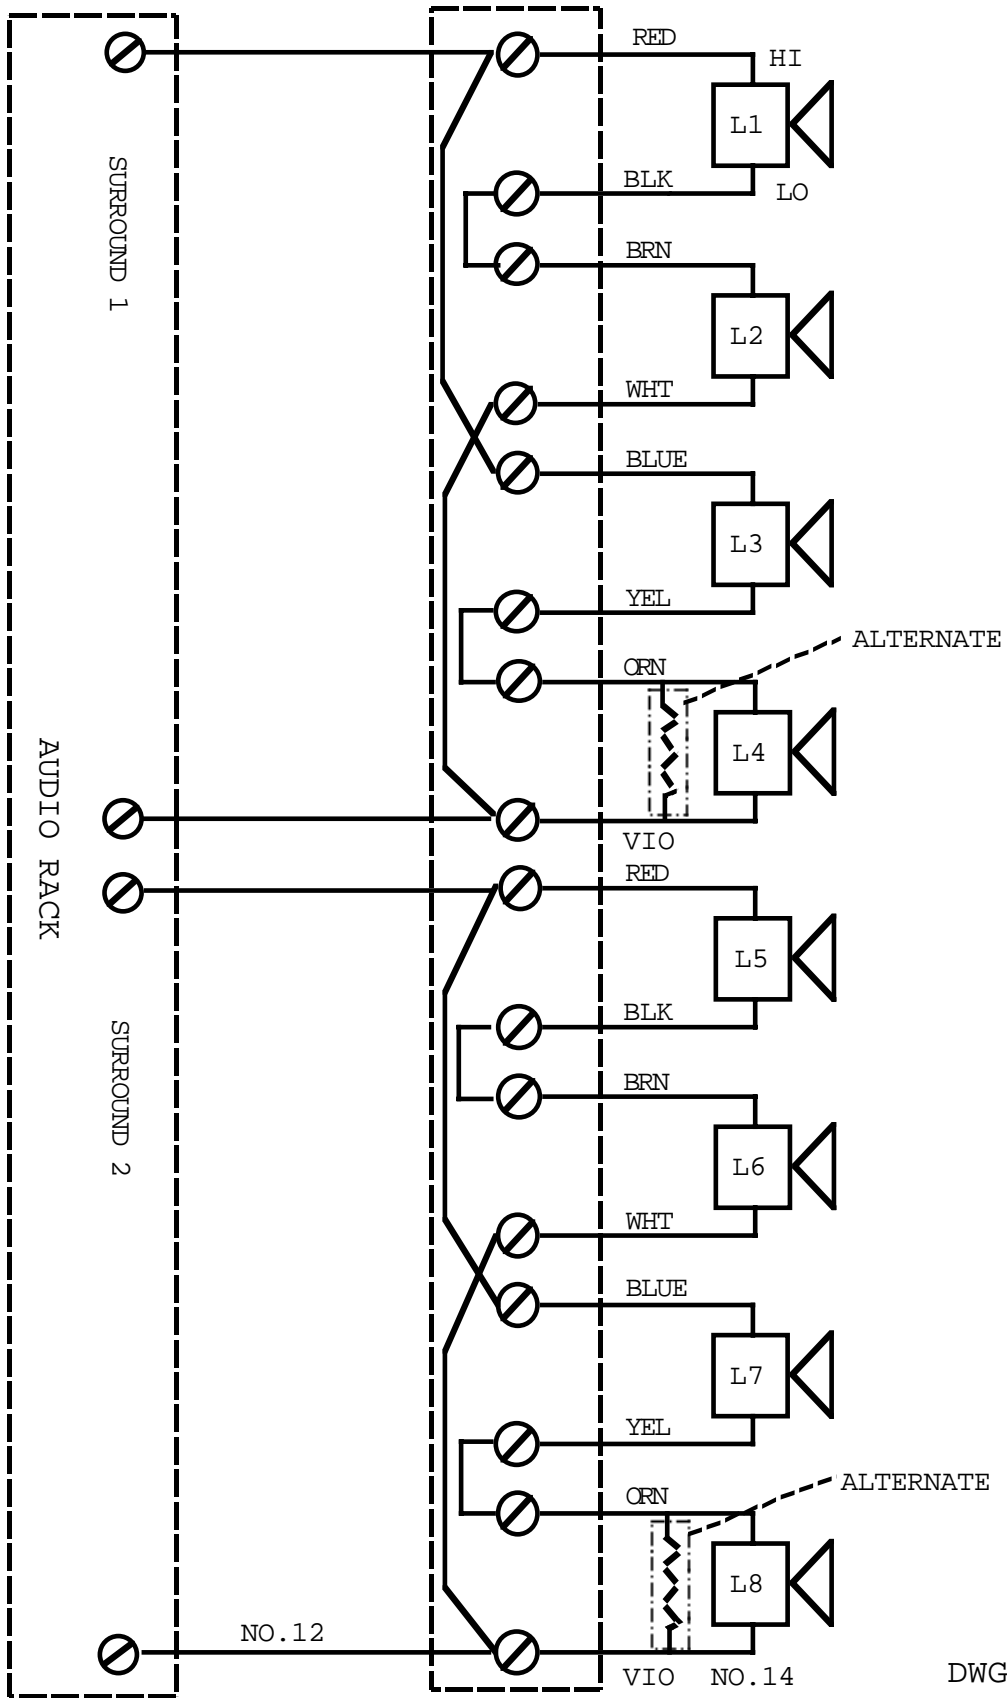 RED
HI
L1
SURROUND 1
BLK
LO
BRN
L2
WHT
BLUE
L3
YEL
ALTERNATE
ORN
AUDIO RACK
L4
VIO
RED
L5
BLK
SURROUND 2
BRN
L6
WHT
BLUE
L7
YEL
ALTERNATE
ORN
L8
NO.12
VIO
NO.14
DWG